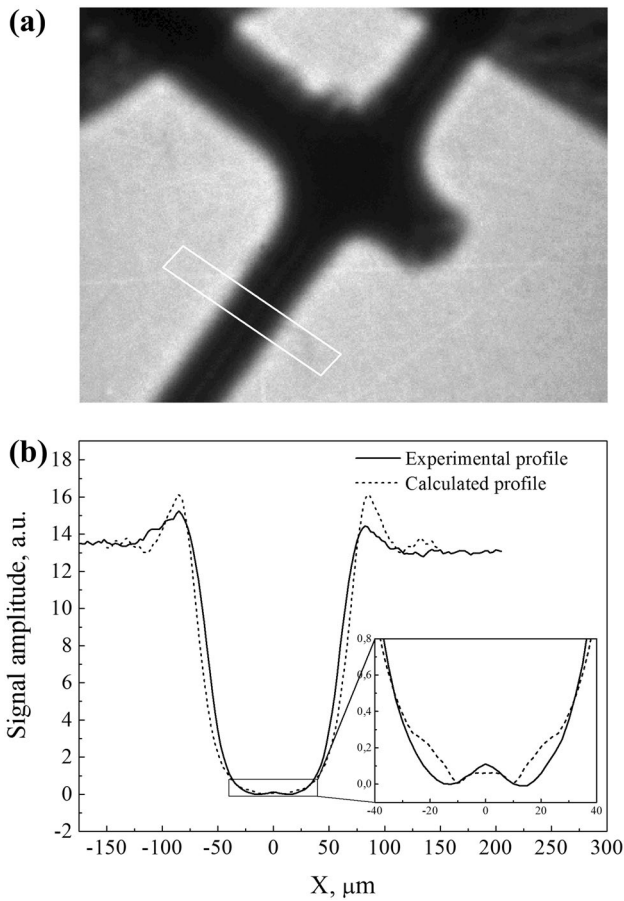 (a)
(b)
18
16
14
12
10
8
6
4
2
0
-2
Signal amplitude, a.u.
Experimental profile
Calculated profile
0,8
0,6
0,4
0,2
0,0
-40 -20 0 20 40
-150 -100 -50 0 50 100 150 200 250 300
X, μm